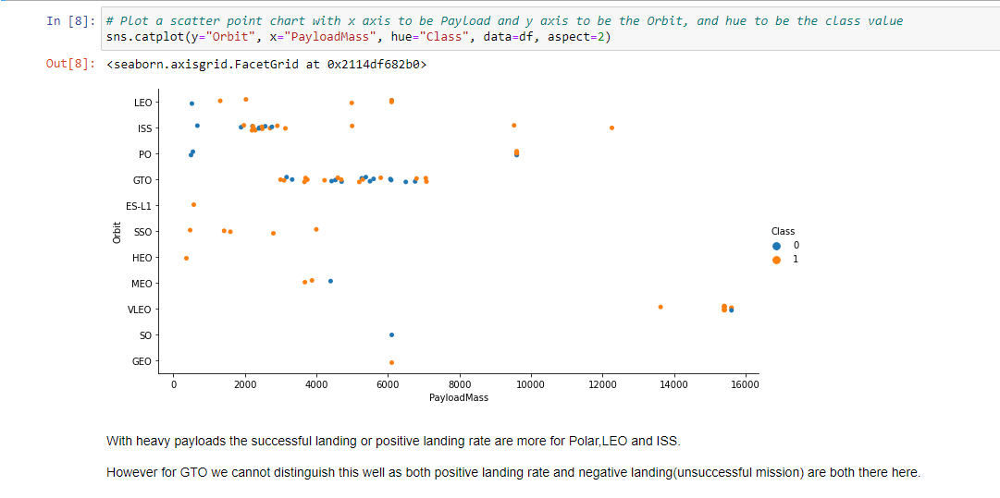 In [8]: # Plot a scatter point chart with x axis to be Payload and y axis to be the Orbit, and hue to be the class value
sns.catplot(y="Orbit", x="PayloadMass", hue="Class", data=df, aspect=2)
Out[8]: <seaborn.axisgrid.FacetGrid at 0x2114df682b0>
LEO
ISS
PO
GTO
ES-L1
SSO
HEO
MEO
VLEO
SO
GEO
Orbit
0 2000 4000 6000 8000 10000 12000 14000 16000
PayloadMass
Class
0
1
With heavy payloads the successful landing or positive landing rate are more for Polar,LEO and ISS.
However for GTO we cannot distinguish this well as both positive landing rate and negative landing(unsuccessful mission) are both there here.